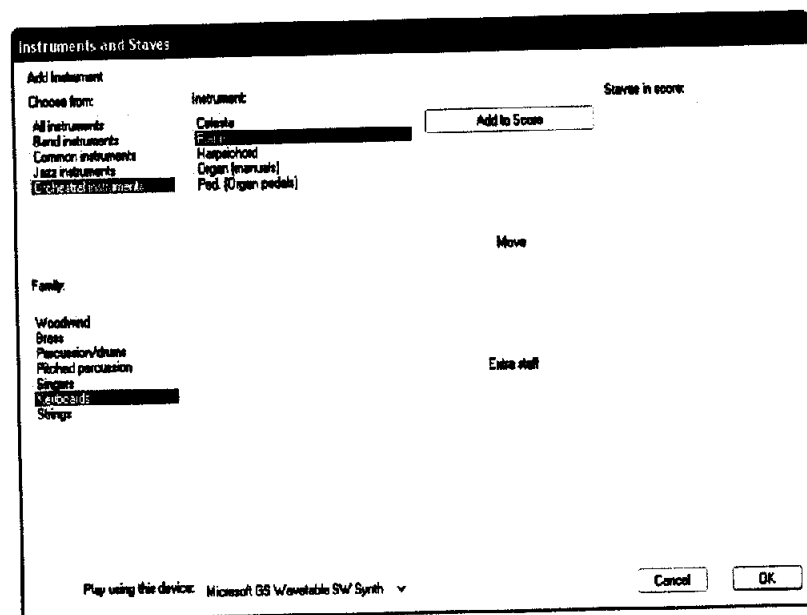 Instruments and Staves
Add Instrument
Choose from:
All instruments
Band instruments
Common instruments
Jazz instruments
Orchestral instruments
Instrument:
Celesta
Harpsichord
Organ [manuals]
Ped. [Organ pedals]
Add to Score
Staves in score:
Move
Family:
Woodwind
Brass
Percussion/drums
Pitched percussion
Singers
Keyboards
Strings
Extra staff
Play using this device: Microsoft GS Wavetable SW Synth
Cancel
OK